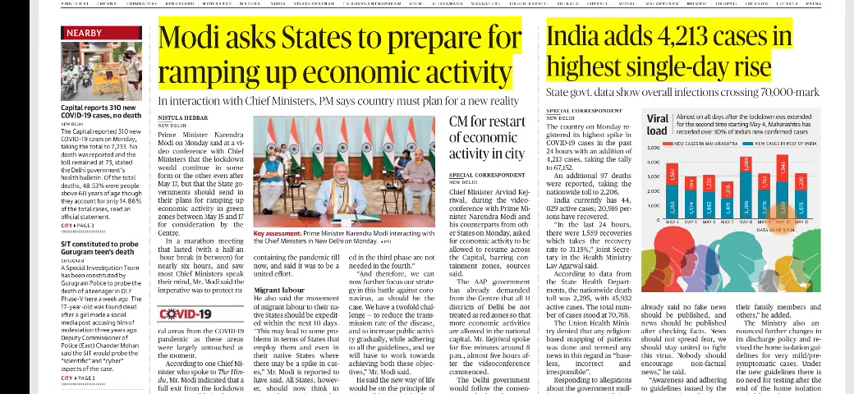 NEARBY
Capital reports 310 new
COVID-19 cases, no death
NEW DELHI
The Capital reported 310 new
COVID-19 cases on Monday,
taking the total to 7,233. No
death was reported and the
toll remained at 73, stated
the Delhi government's
health bulletin. Of the total
deaths, 48 53% were people
above 60 years of age though
they account for only 14.86%
of the total cases, read an
official statement.
CITY ▸ PAGE 3
SIT constituted to probe
Gurugram teen's death
GURUGRAM
A Special Investigation Team
has been constituted by
Gurugram Police to probe the
death of a teenager in DLF
Phase-V here a week ago. The
17-year-old was found dead
after a girl made a social
media post accusing him of
molestation three years ago.
Deputy Commissioner of
Police (East) Chander Mohan
said the SIT would probe the
"scientific" and "cyber"
aspects of the case.
CITY ▸ PAGE 2
Modi asks States to prepare for
ramping up economic activity
In interaction with Chief Ministers, PM says country must plan for a new reality
NISTULA HEBBAR
NEW DELHI
Prime Minister Narendra
Modi on Monday said at a vi-
deo conference with Chief
Ministers that the lockdown
would continue in some
form or the other even after
May 17, but that the State go-
vernments should send in
their plans for ramping up
economic activity in green
zones between May 15 and 17
for consideration by the
Centre.
In a marathon meeting
that lasted (with a half-an
-hour break in between) for
nearly six hours, and saw
most Chief Ministers speak
their mind, Mr. Modi said the
imperative was to protect ru
COVID-19
ral areas from the COVID-19
pandemic as these areas
were largely untouched at
the moment.
According to one Chief Mi-
nister who spoke to The Hin-
du, Mr. Modi indicated that a
full exit from the lockdown
Key assessment: Prime Minister Narendra Modi interacting with
the Chief Ministers in New Delhi on Monday. ▪ PTI
containing the pandemic till
now, and said it was to be a
united effort.
Migrant labour
He also said the movement
of migrant labour to their na-
tive States should be expedit-
ed within the next 10 days.
"This may lead to some pro-
blems in terms of States that
employ them and even in
their native States where
there may be a spike in cas-
es," Mr. Modi is reported to
have said. All States, howev-
er, should now think in
ed in the third phase are not
needed in the fourth."
"And therefore, we can
now further focus our strate-
gy in this battle against coro-
navirus, as should be the
case. We have a twofold chal-
lenge – to reduce the trans-
mission rate of the disease,
and to increase public activi-
ty gradually, while adhering
to all the guidelines, and we
will have to work towards
achieving both these objec-
tives," Mr. Modi said.
He said the new way of life
would be on the principle of
CM for restart
of economic
activity in city
SPECIAL CORRESPONDENT
NEW DELHI
Chief Minister Arvind Kej-
riwal, during the video-
conference with Prime Mi-
nister Narendra Modi and
his counterparts from oth-
er States on Monday, asked
for economic activity to be
allowed to resume across
the Capital, barring con-
tainment zones, sources
said.
The AAP government
has already demanded
from the Centre that all 11
districts of Delhi be not
treated as red zones so that
more economic activities
are allowed in the national
capital. Mr. Kejriwal spoke
for five minutes around 8
p.m., almost five hours af-
ter the videoconference
commenced.
The Delhi government
would follow the consen-
India adds 4,213 cases in
highest single-day rise
State govt. data show overall infections crossing 70,000-mark
SPECIAL CORRESPONDENT
NEW DELHI
The country on Monday re-
gistered its highest spike in
COVID-19 cases in the past
24 hours with an addition of
4,213 cases, taking the tally
to 67,152.
An additional 97 deaths
were reported, taking the
nationwide toll to 2,206.
India currently has 44,
029 active cases; 20,916 per-
sons have recovered.
"In the last 24 hours,
there were 1,559 recoveries
which takes the recovery
rate to 31.15%," Joint Secre-
tary in the Health Ministry
Lav Agarwal said.
According to data from
the State Health Depart-
ments, the nationwide death
toll was 2,295, with 45,932
active cases. The total num-
ber of cases stood at 70,768.
The Union Health Minis-
try denied that any religion-
based mapping of patients
was done and termed any
news in this regard as "base-
less, incorrect and
irresponsible".
Responding to allegations
about the government mull-
Viral
load
Almost on all days after the lockdown was extended
for the second time starting May 4, Maharashtra has
recorded over 30% of India's new confirmed cases
NEW CASES IN MAHARASHTRA
NEW CASES IN REST OF INDIA
5,000
4,000
3,000
2,000
1,000
0
already said no fake news
should be published, and
news should be published
after checking facts. News
should not spread fear, we
should stay united to fight
this virus. Nobody should
encourage non-factual
news," he said.
"Awareness and adhering
to guidelines issued by the
their family members and
others," he added.
The Ministry also an-
nounced further changes in
its discharge policy and re-
vised the home isolation gui-
delines for very mild/pre-
symptomatic cases. Under
the new guidelines there is
no need for testing after the
end of the home isolation